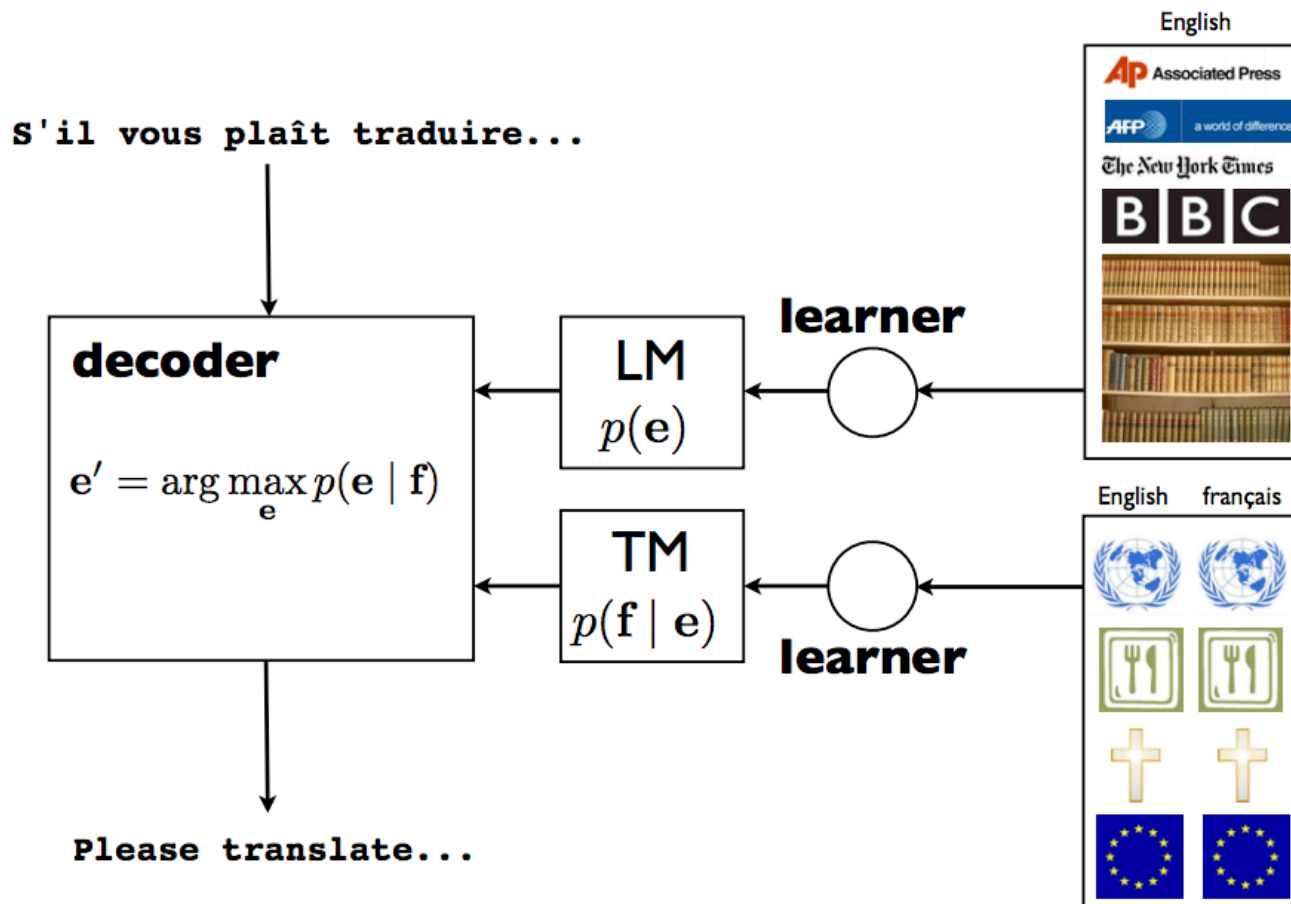 English
AP Associated Press
S'il vous plaît traduire...
AFP a world of difference
The New York Times
BBC
learner
decoder
LM
p(e)
e′ = arg max p(e | f)
e
English français
TM
p(f | e)
learner
Please translate...